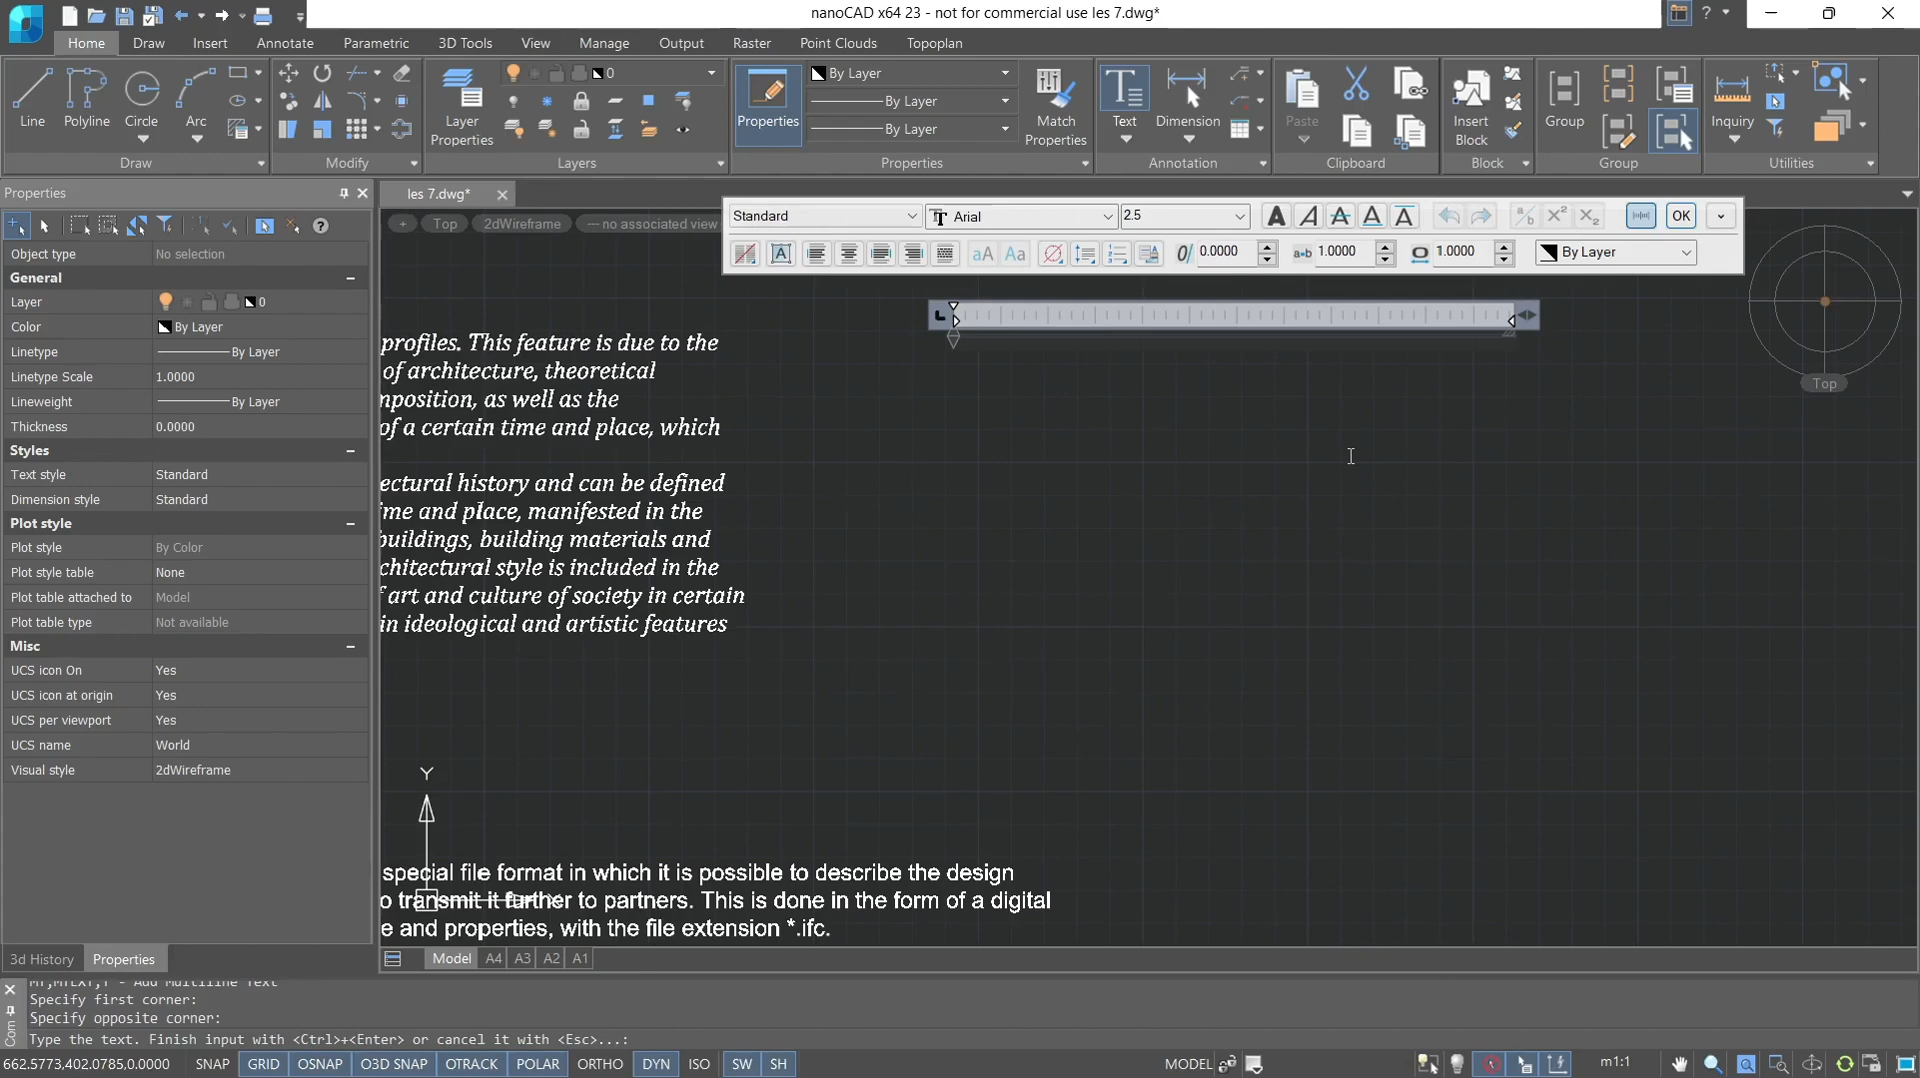 nanoCAD x64 23 - not for commercial use les 7.dwg*
Home Draw Insert Annotate Parametric 3D Tools View Manage Output Raster Point Clouds Topoplan
0
By Layer
By Layer
By Layer
Line Polyline Circle Arc
Layer Properties
Properties
Match Properties
Text Dimension
Paste
Insert Block
Group
Inquiry
Draw Modify Layers Properties Annotation Clipboard Block Group Utilities
Properties
les 7.dwg*
Object type No selection
General
Layer 0
Color By Layer
Linetype By Layer
Linetype Scale 1.0000
Lineweight By Layer
Thickness 0.0000
Styles
Text style Standard
Dimension style Standard
Plot style
Plot style By Color
Plot style table None
Plot table attached to Model
Plot table type Not available
Misc
UCS icon On Yes
UCS icon at origin Yes
UCS per viewport Yes
UCS name World
Visual style 2dWireframe
3d History Properties
+ Top 2dWireframe --- no associated view
Standard Arial 2.5 OK
0.0000 1.0000 1.0000 By Layer
Top
profiles. This feature is due to the
of architecture, theoretical
nposition, as well as the
of a certain time and place, which
ectural history and can be defined
me and place, manifested in the
buildings, building materials and
chitectural style is included in the
f art and culture of society in certain
in ideological and artistic features
Y
special file format in which it is possible to describe the design
o transmit it further to partners. This is done in the form of a digital
e and properties, with the file extension *.ifc.
Model A4 A3 A2 A1
MT,MTEXT,T - Add Multiline Text
Specify first corner:
Specify opposite corner:
Type the text. Finish input with <Ctrl>+<Enter> or cancel it with <Esc>...:
Com
662.5773,402.0785,0.0000 SNAP GRID OSNAP O3D SNAP OTRACK POLAR ORTHO DYN ISO SW SH MODEL m1:1